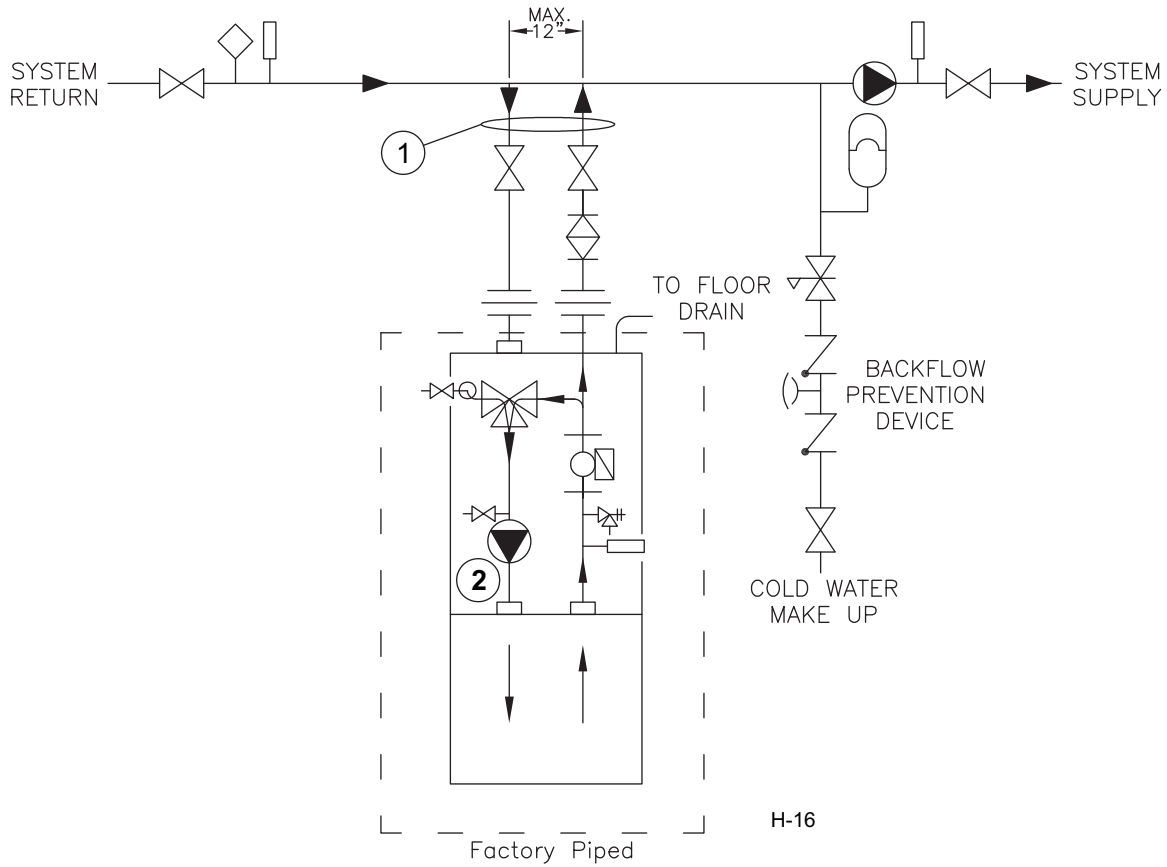 MAX.
12"
SYSTEM
RETURN
SYSTEM
SUPPLY
1
TO FLOOR
DRAIN
BACKFLOW
PREVENTION
DEVICE
2
COLD WATER
MAKE UP
H-16
Factory Piped